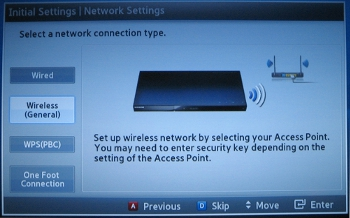 Initial Settings | Network Settings
Select a network connection type.
Wired
Wireless
(General)
WPS(PBC)
One Foot
Connection
Set up wireless network by selecting your Access Point.
You may need to enter security key depending on the
setting of the Access Point.
A Previous D Skip Move Enter